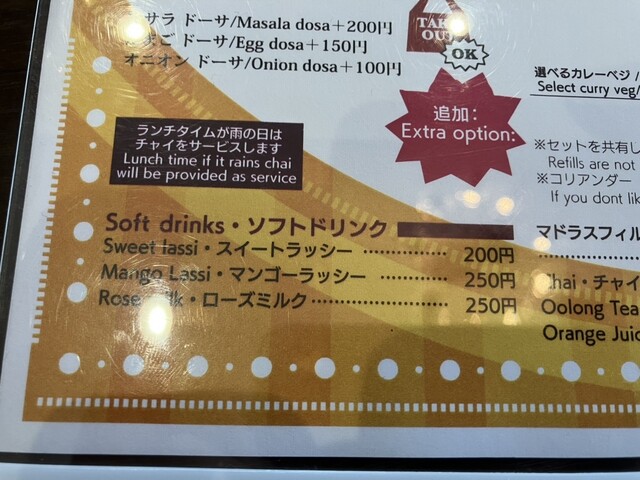 サラ ドーサ/Masala dosa＋200円
たまご ドーサ/Egg dosa＋150円
オニオン ドーサ/Onion dosa＋100円
TAKE
OUT
OK
選べるカレーベジ /
Select curry veg/
追加：
Extra option:
ランチタイムが雨の日は
チャイをサービスします
Lunch time if it rains chai
will be provided as service
※セットを共有し
Refills are not
※コリアンダー
If you dont lik
Soft drinks・ソフトドリンク
Sweet lassi・スイートラッシー ‥‥‥‥‥ 200円
Mango Lassi・マンゴーラッシー ‥‥‥‥ 250円
Rose ・ローズミルク‥‥‥‥‥‥‥‥ 250円
マドラスフィル
Chai・チャイ
Oolong Tea
Orange Juic